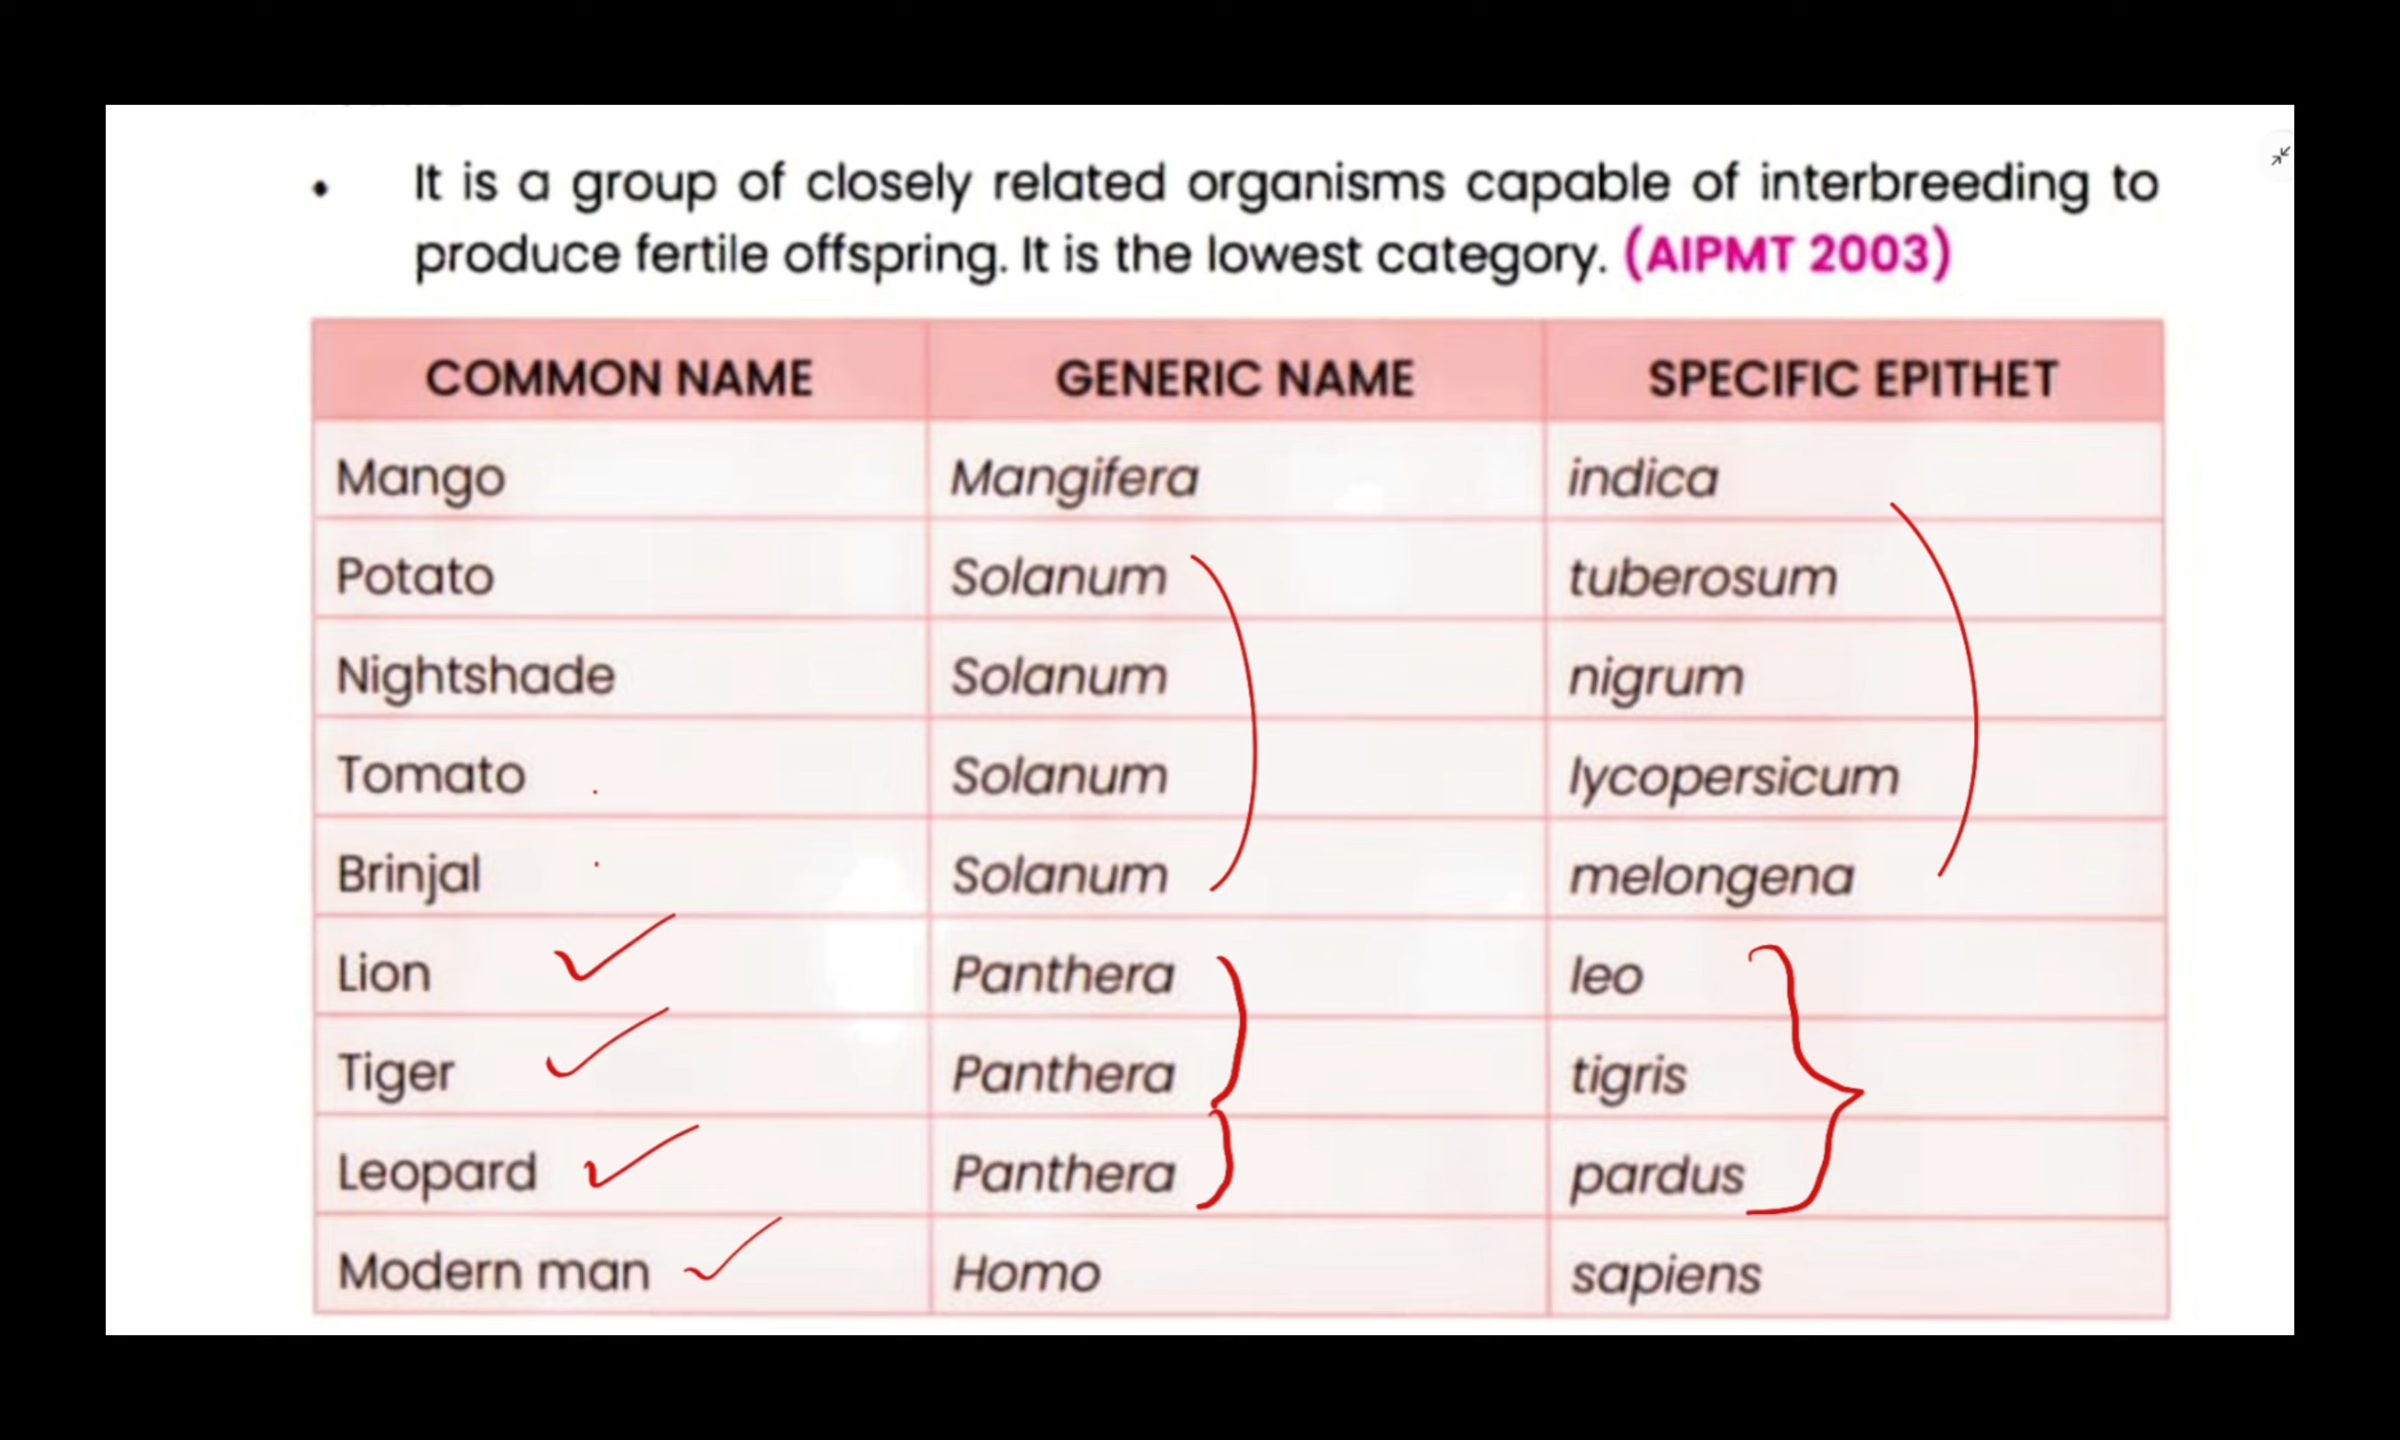 • It is a group of closely related organisms capable of interbreeding to
produce fertile offspring. It is the lowest category. (AIPMT 2003)
COMMON NAME GENERIC NAME SPECIFIC EPITHET
Mango Mangifera indica
Potato Solanum tuberosum
Nightshade Solanum nigrum
Tomato Solanum lycopersicum
Brinjal Solanum melongena
Lion Panthera leo
Tiger Panthera tigris
Leopard Panthera pardus
Modern man Homo sapiens